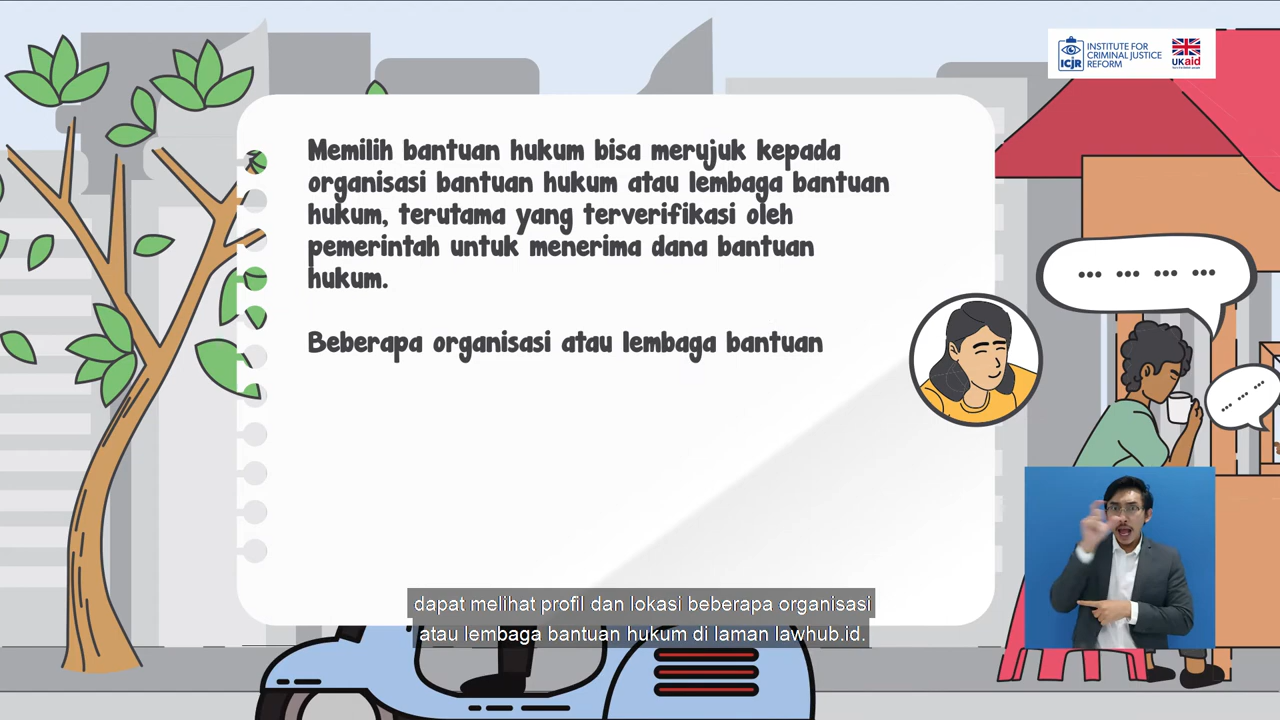 INSTITUTE FOR
CRIMINAL JUSTICE
REFORM
ICJR
UKaid
Memilih bantuan hukum bisa merujuk kepada
organisasi bantuan hukum atau lembaga bantuan
hukum, terutama yang terverifikasi oleh
pemerintah untuk menerima dana bantuan
hukum.
Beberapa organisasi atau lembaga bantuan
dapat melihat profil dan lokasi beberapa organisasi
atau lembaga bantuan hukum di laman lawhub.id.